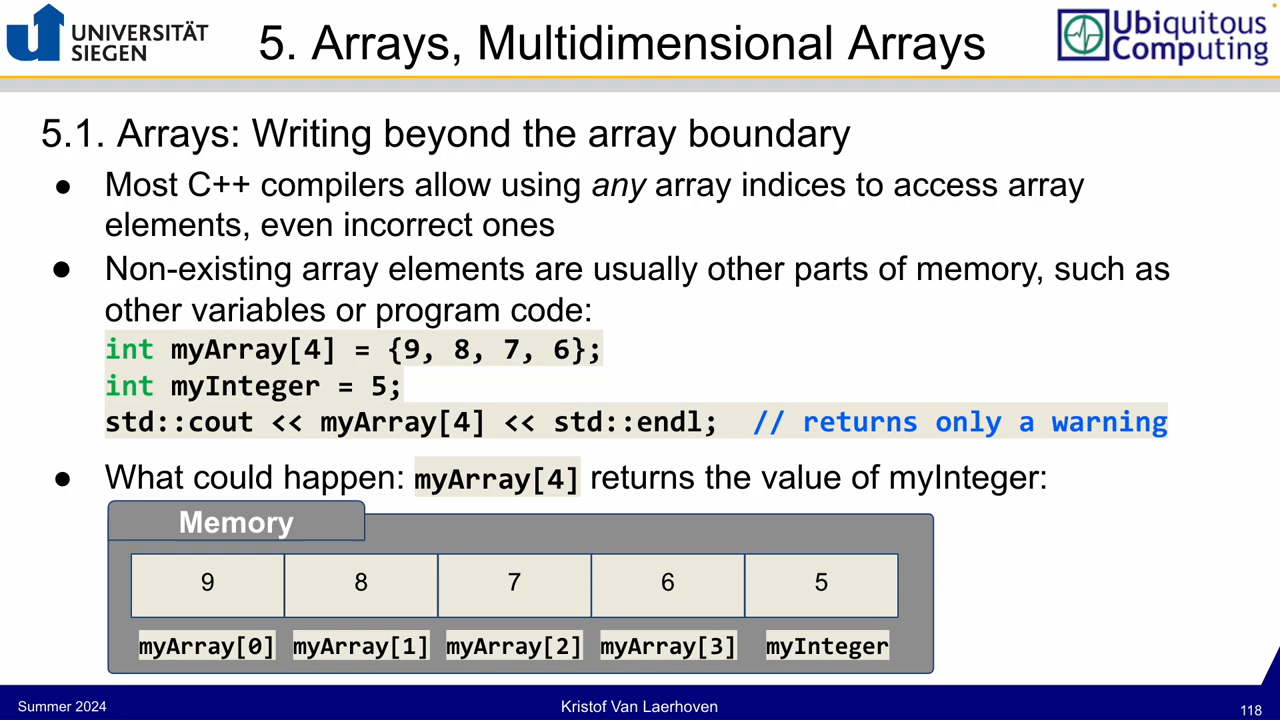 UNIVERSITÄT
SIEGEN
5. Arrays, Multidimensional Arrays
Ubiquitous
Computing
5.1. Arrays: Writing beyond the array boundary
● Most C++ compilers allow using any array indices to access array
elements, even incorrect ones
● Non-existing array elements are usually other parts of memory, such as
other variables or program code:
int myArray[4] = {9, 8, 7, 6};
int myInteger = 5;
std::cout << myArray[4] << std::endl;  // returns only a warning
● What could happen: myArray[4] returns the value of myInteger:
Memory
9 8 7 6 5
myArray[0] myArray[1] myArray[2] myArray[3] myInteger
Summer 2024 Kristof Van Laerhoven 118